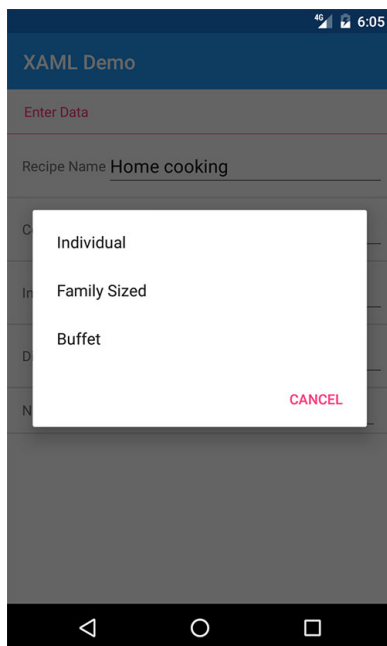 4G 6:05
XAML Demo
Enter Data
Recipe Name Home cooking
Individual
Family Sized
Buffet
CANCEL